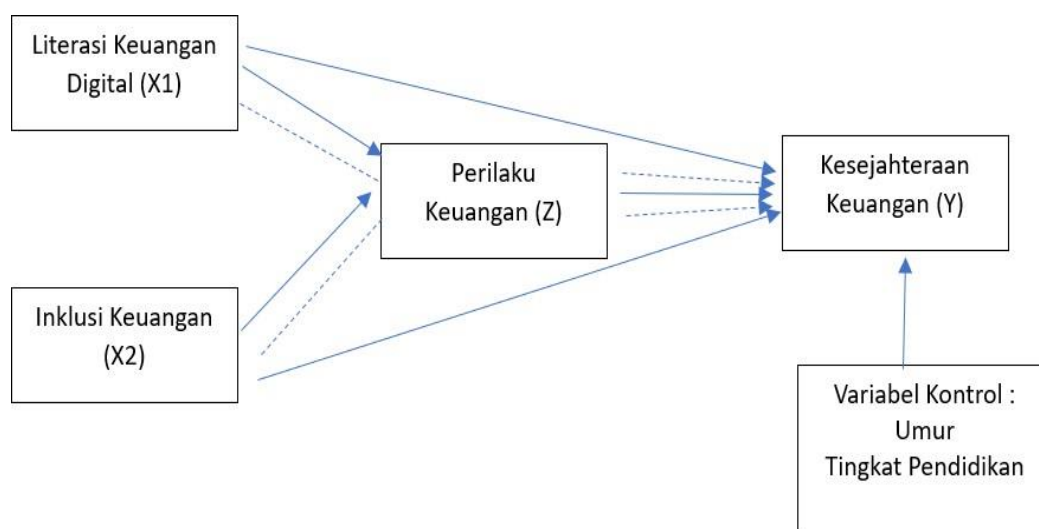 Literasi Keuangan
Digital (X1)
Perilaku
Keuangan (Z)
Kesejahteraan
Keuangan (Y)
Inklusi Keuangan
(X2)
Variabel Kontrol :
Umur
Tingkat Pendidikan